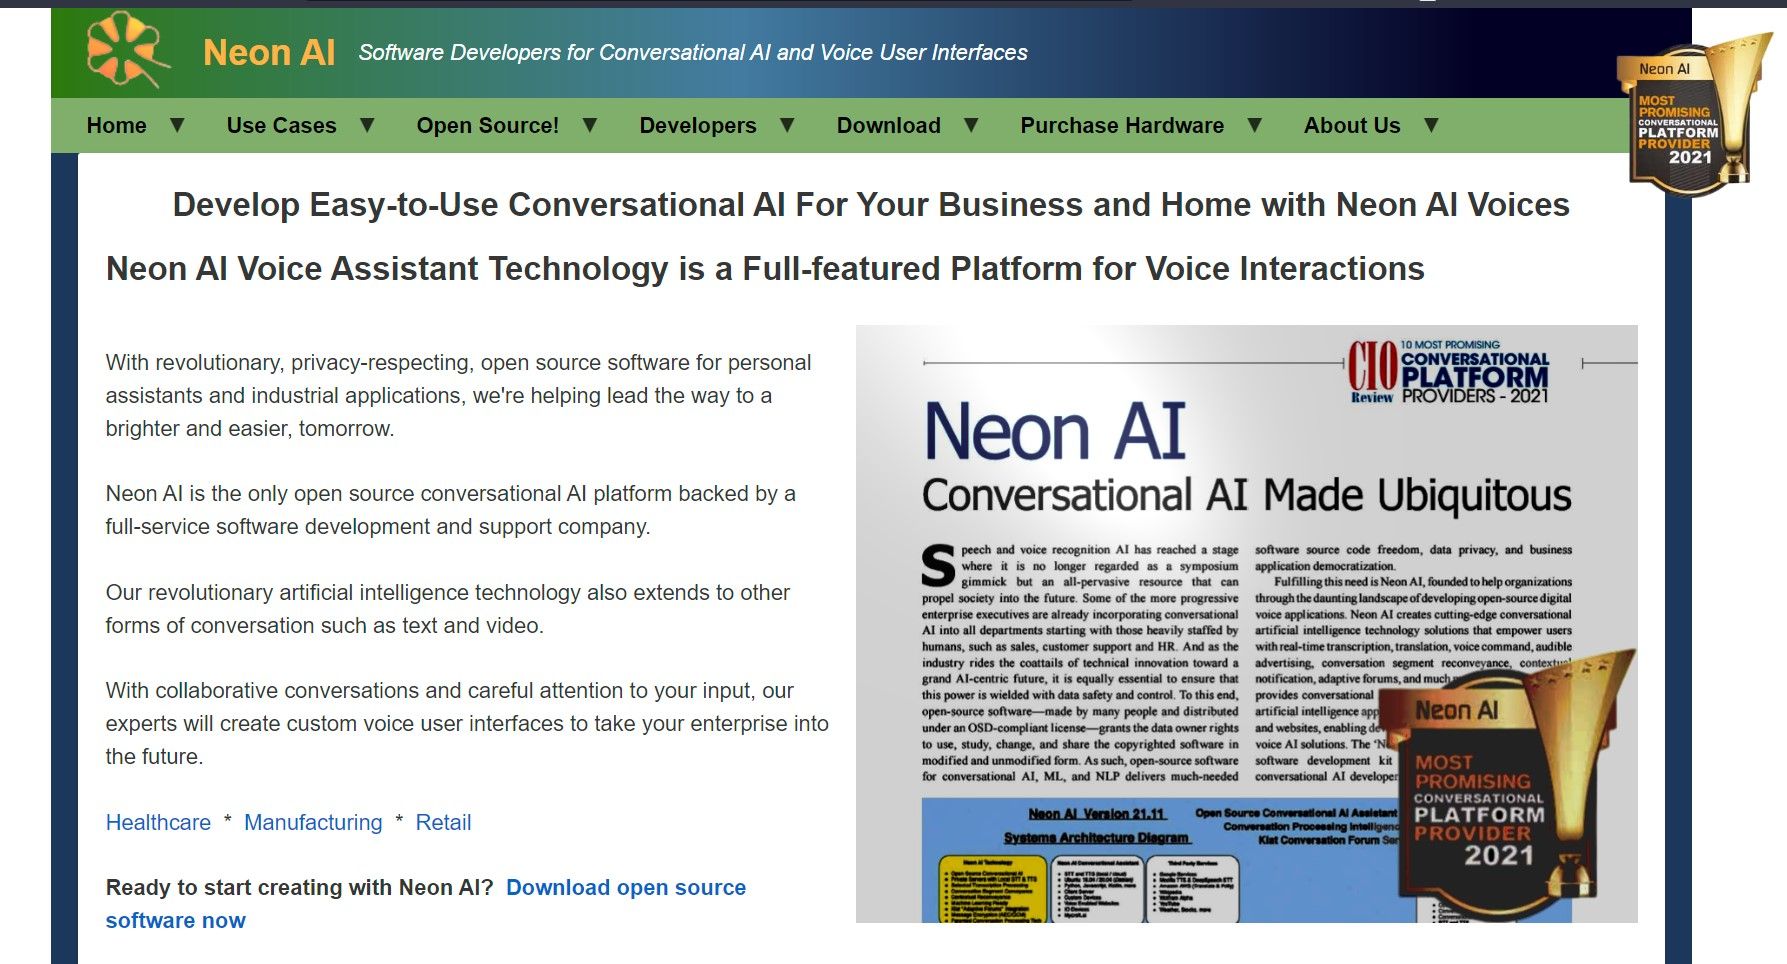 Neon AI Software Developers for Conversational AI and Voice User Interfaces
Neon AI
MOST
PROMISING
CONVERSATIONAL
PLATFORM
PROVIDER
2021
Home ▼ Use Cases ▼ Open Source! ▼ Developers ▼ Download ▼ Purchase Hardware ▼ About Us ▼
Develop Easy-to-Use Conversational AI For Your Business and Home with Neon AI Voices
Neon AI Voice Assistant Technology is a Full-featured Platform for Voice Interactions
With revolutionary, privacy-respecting, open source software for personal
assistants and industrial applications, we're helping lead the way to a
brighter and easier, tomorrow.
Neon AI is the only open source conversational AI platform backed by a
full-service software development and support company.
Our revolutionary artificial intelligence technology also extends to other
forms of conversation such as text and video.
With collaborative conversations and careful attention to your input, our
experts will create custom voice user interfaces to take your enterprise into
the future.
Healthcare * Manufacturing * Retail
Ready to start creating with Neon AI? Download open source
software now
CIO
Review
10 MOST PROMISING
CONVERSATIONAL
PLATFORM
PROVIDERS - 2021
Neon AI
Conversational AI Made Ubiquitous
Speech and voice recognition AI has reached a stage
where it is no longer regarded as a symposium
gimmick but an all-pervasive resource that can
propel society into the future. Some of the more progressive
enterprise executives are already incorporating conversational
AI into all departments starting with those heavily staffed by
humans, such as sales, customer support and HR. And as the
industry rides the coattails of technical innovation toward a
grand AI-centric future, it is equally essential to ensure that
this power is wielded with data safety and control. To this end,
open-source software—made by many people and distributed
under an OSD-compliant license—grants the data owner rights
to use, study, change, and share the copyrighted software in
modified and unmodified form. As such, open-source software
for conversational AI, ML, and NLP delivers much-needed
software source code freedom, data privacy, and business
application democratization.
Fulfilling this need is Neon AI, founded to help organizations
through the daunting landscape of developing open-source digital
voice applications. Neon AI creates cutting-edge conversational
artificial intelligence technology solutions that empower users
with real-time transcription, translation, voice command, audible
advertising, conversation segment reconveyance, contextual
notification, adaptive forums, and much
provides conversational
artificial intelligence app
and websites, enabling de
voice AI solutions. The 'N
software development kit
conversational AI developer
Neon AI
MOST
PROMISING
CONVERSATIONAL
PLATFORM
PROVIDER
2021
Neon AI Version 21.11
Systems Architecture Diagram
Open Source Conversational AI Assistant
Conversation Processing Intelligenc
Klat Conversation Forum Ser
Neon AI Technology
Neon AI Conversational Assistant
Third Party Services